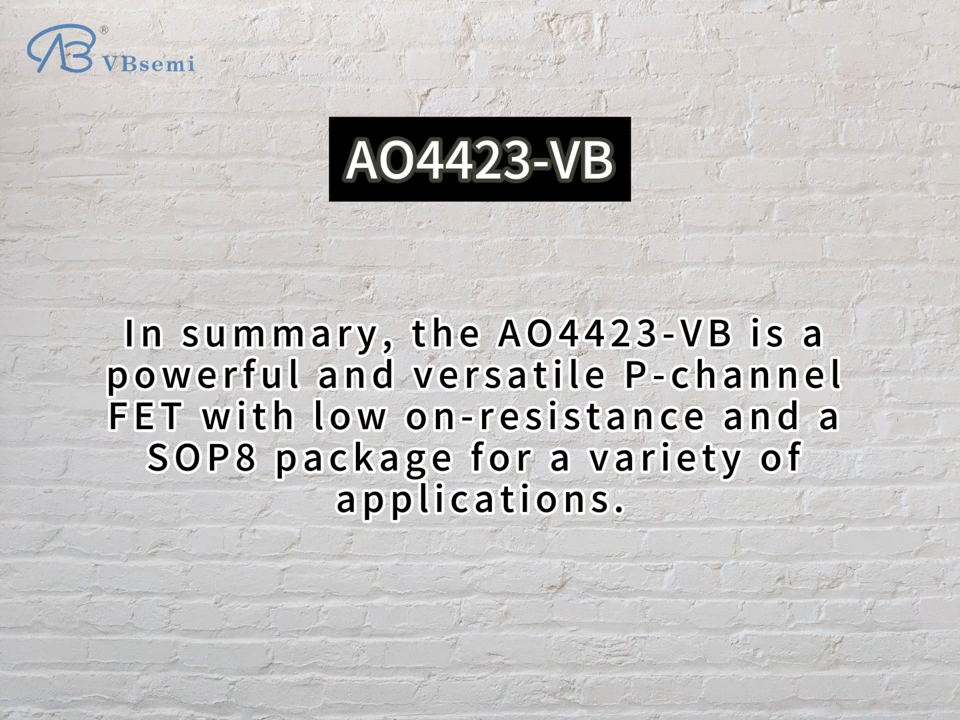 VBsemi
AO4423-VB
In summary, the AO4423-VB is a
powerful and versatile P-channel
FET with low on-resistance and a
SOP8 package for a variety of
applications.